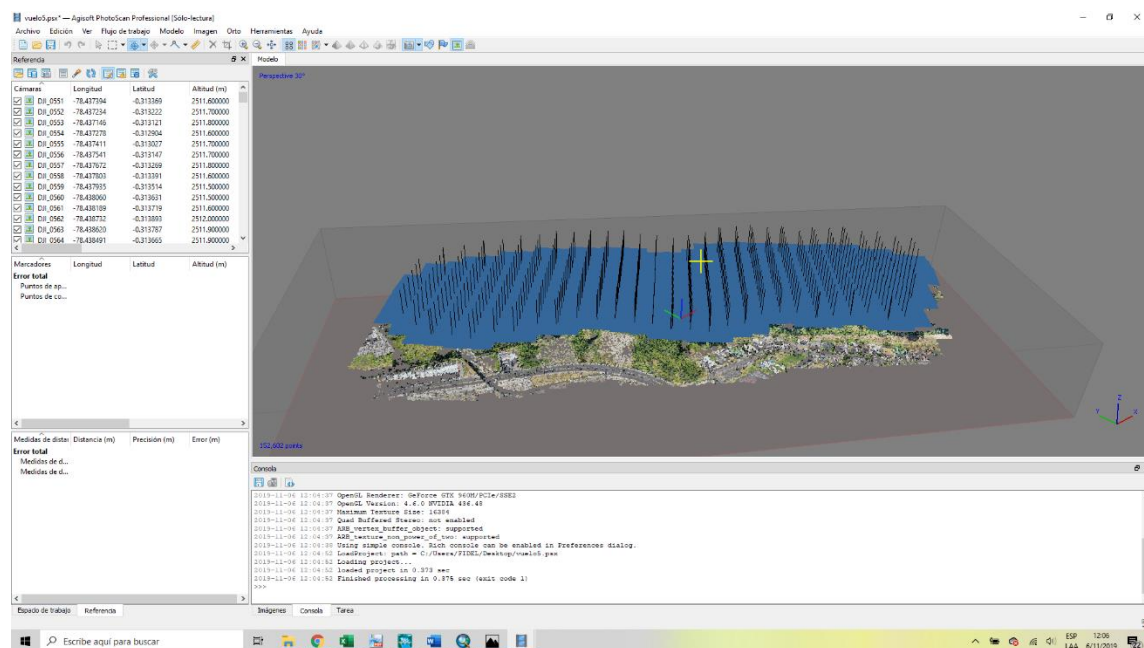 vuelo5.psx* — Agisoft PhotoScan Professional (Sólo-lectura)
Archivo Edición Ver Flujo de trabajo Modelo Imagen Orto Herramientas Ayuda
Referencia
Modelo
Perspective 30°
Cámaras Longitud Latitud Altitud (m)
DJI_0551 -78.437394 -0.313369 2511.600000
DJI_0552 -78.437234 -0.313222 2511.700000
DJI_0553 -78.437146 -0.313121 2511.800000
DJI_0554 -78.437278 -0.312904 2511.600000
DJI_0555 -78.437411 -0.313027 2511.700000
DJI_0556 -78.437541 -0.313147 2511.700000
DJI_0557 -78.437672 -0.313269 2511.800000
DJI_0558 -78.437803 -0.313391 2511.600000
DJI_0559 -78.437935 -0.313514 2511.500000
DJI_0560 -78.438060 -0.313631 2511.500000
DJI_0561 -78.438189 -0.313719 2511.600000
DJI_0562 -78.438732 -0.313893 2512.000000
DJI_0563 -78.438620 -0.313787 2511.900000
DJI_0564 -78.438491 -0.313665 2511.900000
Marcadores Longitud Latitud Altitud (m)
Error total
Puntos de ap...
Puntos de co...
Z
Y
X
152,602 points
Medidas de distar Distancia (m) Precisión (m) Error (m)
Error total
Medidas de d...
Medidas de d...
Consola
2019-11-06 12:04:37 OpenGL Renderer: GeForce GTX 960M/PCIe/SSE2
2019-11-06 12:04:37 OpenGL Version: 4.6.0 NVIDIA 436.48
2019-11-06 12:04:37 Maximum Texture Size: 16384
2019-11-06 12:04:37 Quad Buffered Stereo: not enabled
2019-11-06 12:04:37 ARB_vertex_buffer_object: supported
2019-11-06 12:04:37 ARB_texture_non_power_of_two: supported
2019-11-06 12:04:38 Using simple console. Rich console can be enabled in Preferences dialog.
2019-11-06 12:04:52 LoadProject: path = C:/Users/FIDEL/Desktop/vuelo5.psx
2019-11-06 12:04:52 Loading project...
2019-11-06 12:04:52 loaded project in 0.373 sec
2019-11-06 12:04:52 Finished processing in 0.375 sec (exit code 1)
>>>
Espacio de trabajo Referencia
Imágenes Consola Tarea
Escribe aquí para buscar
ESP 12:06
LAA 6/11/2019